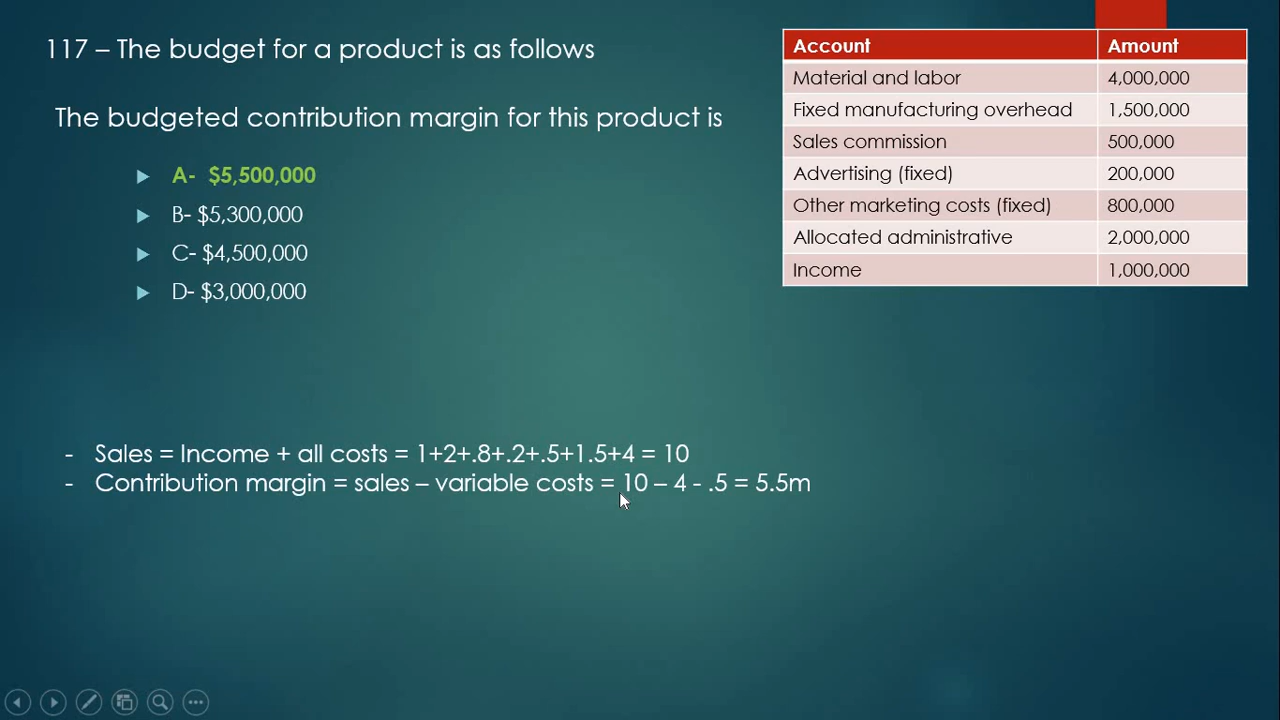 117 – The budget for a product is as follows
The budgeted contribution margin for this product is
A- $5,500,000
B- $5,300,000
C- $4,500,000
D- $3,000,000
Account Amount
Material and labor 4,000,000
Fixed manufacturing overhead 1,500,000
Sales commission 500,000
Advertising (fixed) 200,000
Other marketing costs (fixed) 800,000
Allocated administrative 2,000,000
Income 1,000,000
- Sales = Income + all costs = 1+2+.8+.2+.5+1.5+4 = 10
- Contribution margin = sales – variable costs = 10 – 4 - .5 = 5.5m